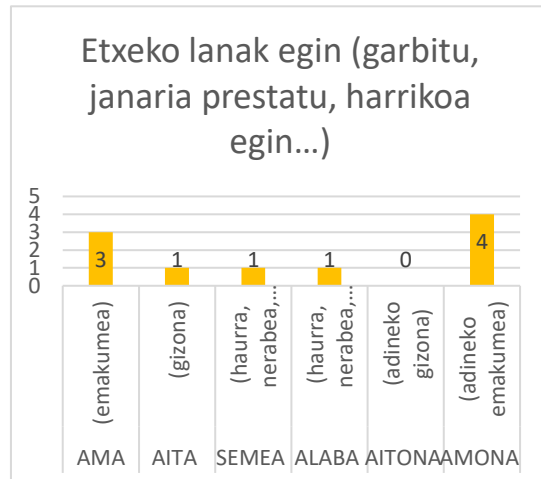 Etxeko lanak egin (garbitu,
janaria prestatu, harrikoa
egin…)
5
4
3
2
1
0
3
1
1
1
0
4
(emakumea)
(gizona)
(haurra,
nerabea,…
(haurra,
nerabea,…
(adineko
gizona)
(adineko
emakumea)
AMA
AITA
SEMEA
ALABA
AITONA
AMONA